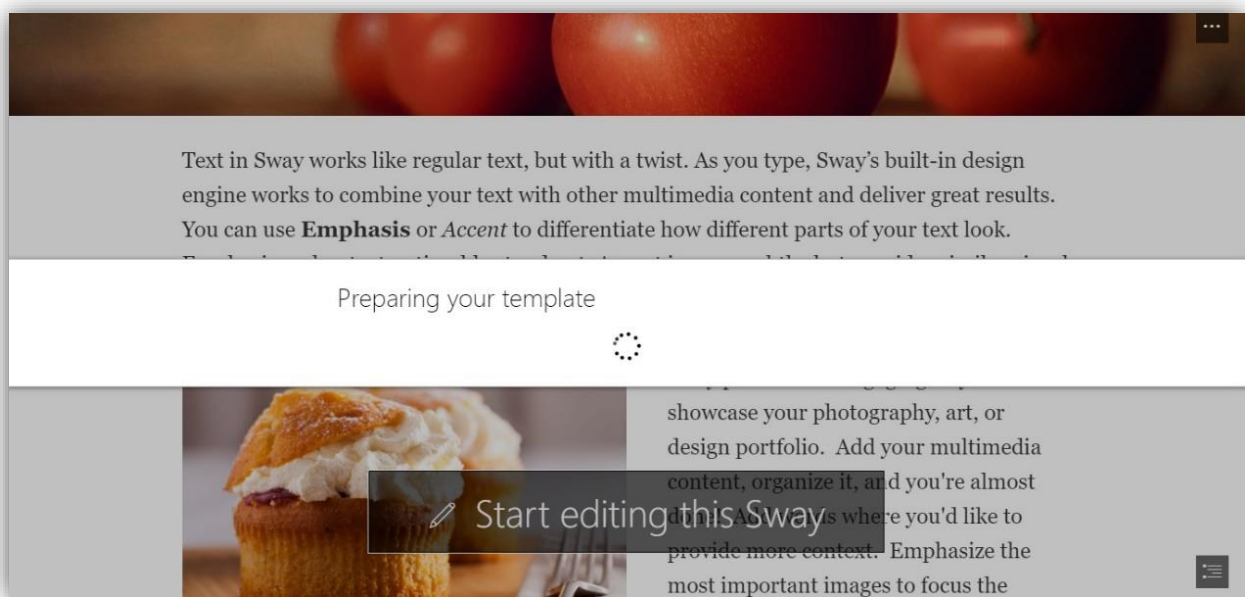 Text in Sway works like regular text, but with a twist. As you type, Sway’s built-in design
engine works to combine your text with other multimedia content and deliver great results.
You can use Emphasis or Accent to differentiate how different parts of your text look.
Preparing your template
showcase your photography, art, or
design portfolio. Add your multimedia
content, organize it, and you're almost
done! Add words where you'd like to
Start editing this Sway
provide more context. Emphasize the
most important images to focus the